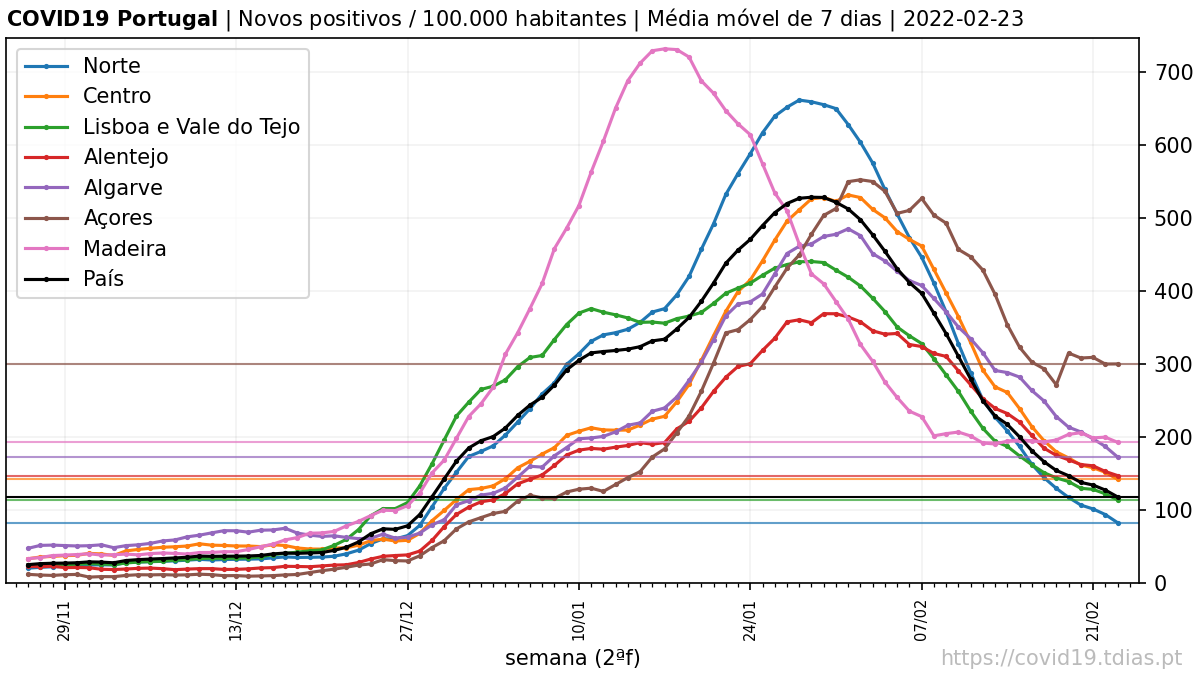 COVID19 Portugal | Novos positivos / 100.000 habitantes | Média móvel de 7 dias | 2022-02-23
Norte
Centro
Lisboa e Vale do Tejo
Alentejo
Algarve
Açores
Madeira
País
700
600
500
400
300
200
100
0
29/11
13/12
27/12
10/01
24/01
07/02
21/02
semana (2ªf)
https://covid19.tdias.pt